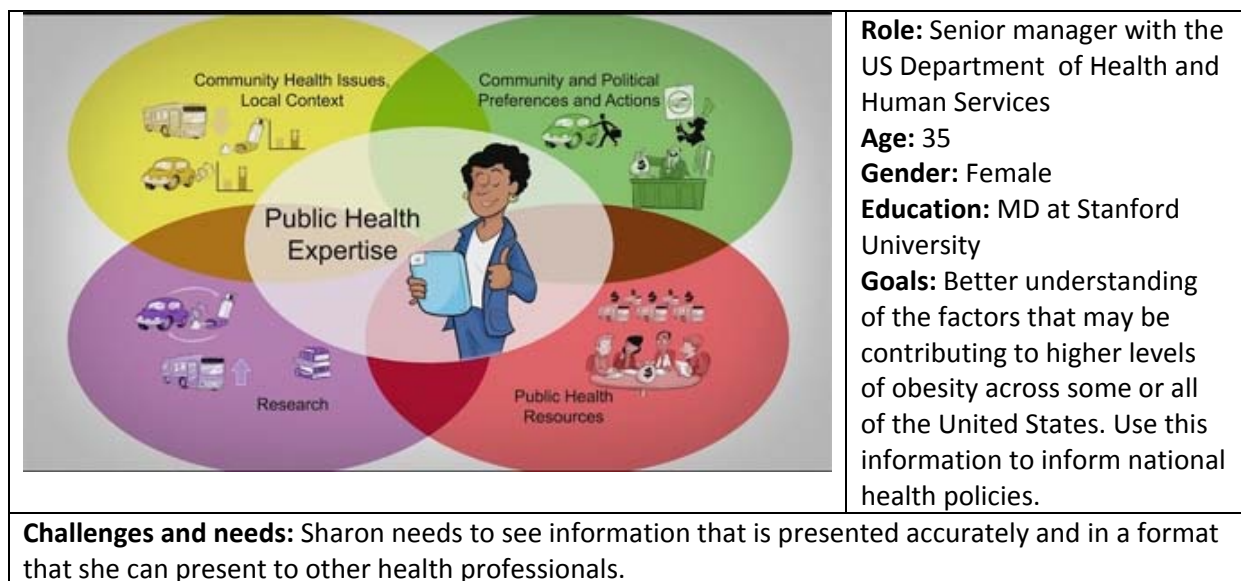 Community Health Issues,
Local Context
Community and Political
Preferences and Actions
Public Health
Expertise
Research
Public Health
Resources
Role: Senior manager with the
US Department of Health and
Human Services
Age: 35
Gender: Female
Education: MD at Stanford
University
Goals: Better understanding
of the factors that may be
contributing to higher levels
of obesity across some or all
of the United States. Use this
information to inform national
health policies.
Challenges and needs: Sharon needs to see information that is presented accurately and in a format
that she can present to other health professionals.